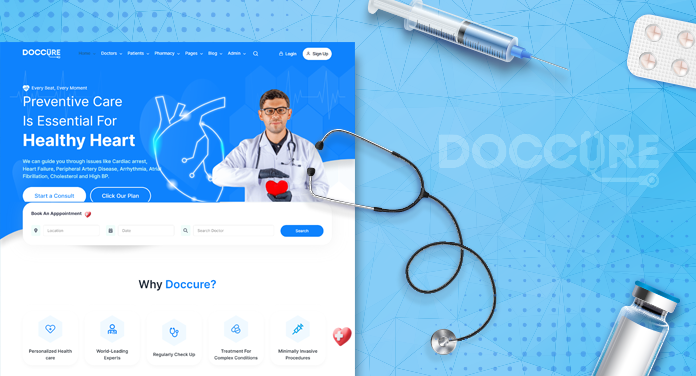 DOCCURE
Home Doctors Patients Pharmacy Pages Blog Admin Login Sign Up
Every Beat, Every Moment
Preventive Care
Is Essential For
Healthy Heart
We can guide you through issues like Cardiac arrest,
Heart Failure, Peripheral Artery Disease, Arrhythmia, Atrial
Fibrillation, Cholesterol and High BP.
Start a Consult Click Our Plan
Book An Apppointment
Location Date Search
DOCCURE
Why Doccure?
Personalized Health
care
World-Leading
Experts
Regularly Check Up
Treatment For
Complex Conditions
Minimally Invasive
Procedures